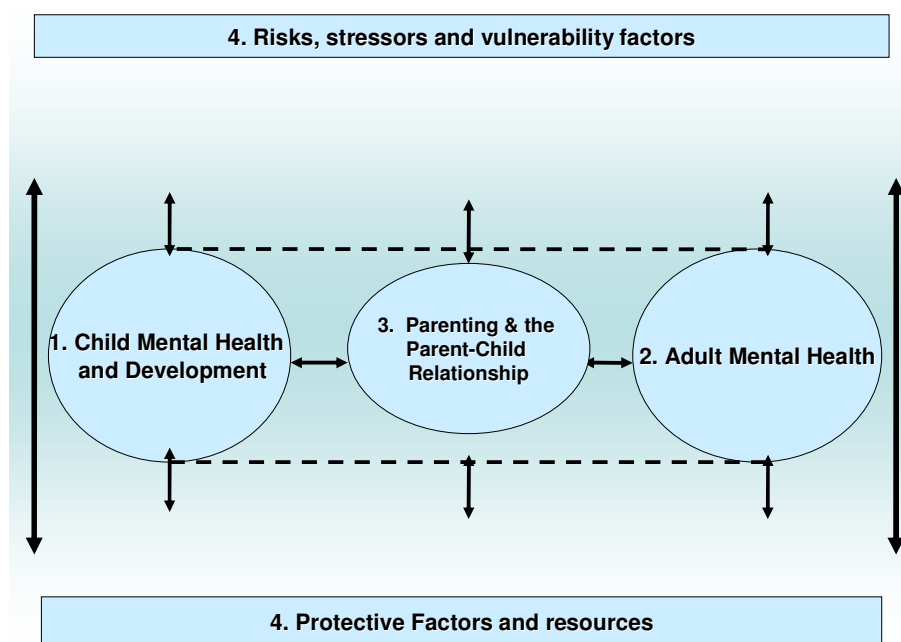 4. Risks, stressors and vulnerability factors
1. Child Mental Health
and Development
3. Parenting & the
Parent-Child
Relationship
2. Adult Mental Health
4. Protective Factors and resources